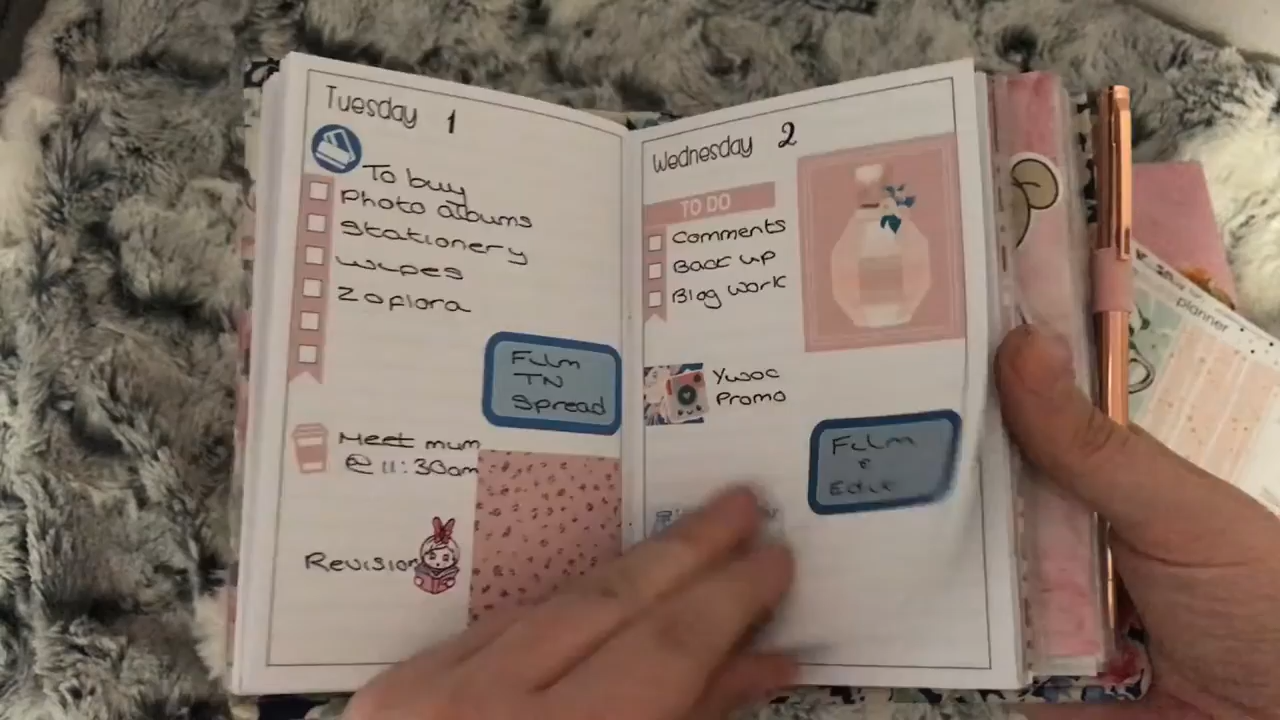 Tuesday 1
To buy
Photo albums
Stationery
Wipes
Zoflora
Film
TN
Spread
Meet mum
@ 11:30am
Revision
Wednesday 2
TO DO
Comments
Back up
Blog work
Ywoc
Promo
Film
&
Edit
planner